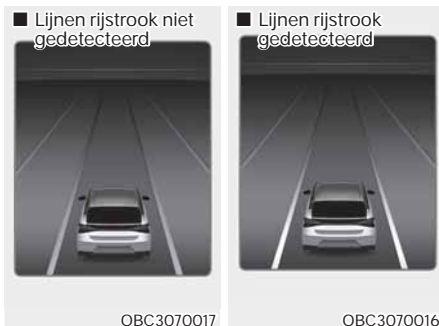 ■ Lijnen rijstrook niet
gedetecteerd
■ Lijnen rijstrook
gedetecteerd
OBC3070017
OBC3070016